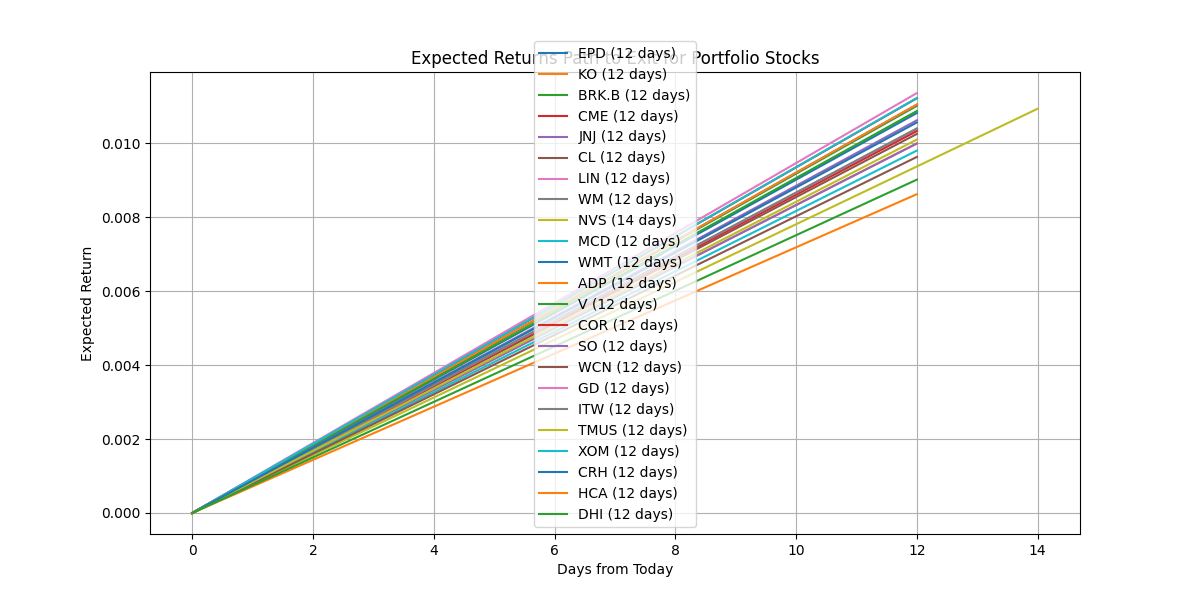 Expected Returns Path to Exit for Portfolio Stocks
EPD (12 days)
KO (12 days)
BRK.B (12 days)
CME (12 days)
JNJ (12 days)
CL (12 days)
LIN (12 days)
WM (12 days)
NVS (14 days)
MCD (12 days)
WMT (12 days)
ADP (12 days)
V (12 days)
COR (12 days)
SO (12 days)
WCN (12 days)
GD (12 days)
ITW (12 days)
TMUS (12 days)
XOM (12 days)
CRH (12 days)
HCA (12 days)
DHI (12 days)
Expected Return
0.010
0.008
0.006
0.004
0.002
0.000
0 2 4 6 8 10 12 14
Days from Today